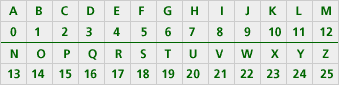 A B C D E F G H I J K L M
0 1 2 3 4 5 6 7 8 9 10 11 12
N O P Q R S T U V W X Y Z
13 14 15 16 17 18 19 20 21 22 23 24 25